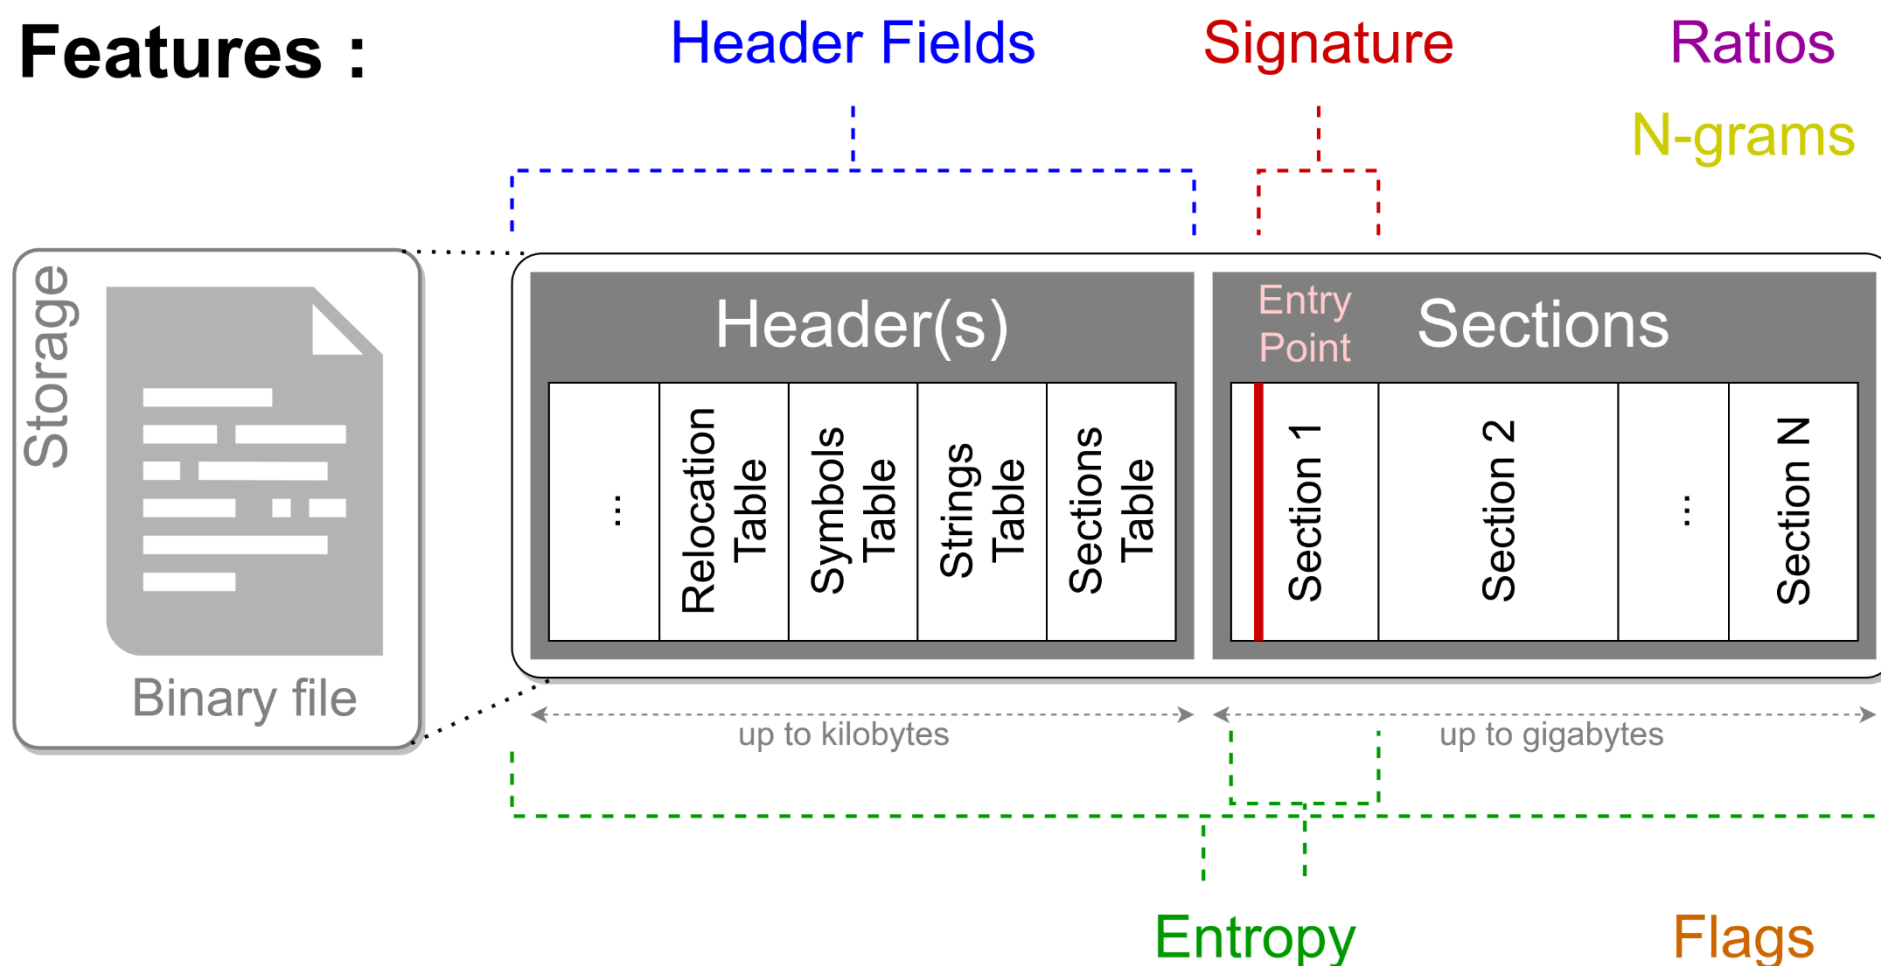 Features :
Header Fields
Signature
Ratios
N-grams
Storage
Binary file
Header(s)
...
Relocation
Table
Symbols
Table
Strings
Table
Sections
Table
Entry
Point
Sections
Section 1
Section 2
...
Section N
up to kilobytes
up to gigabytes
Entropy
Flags